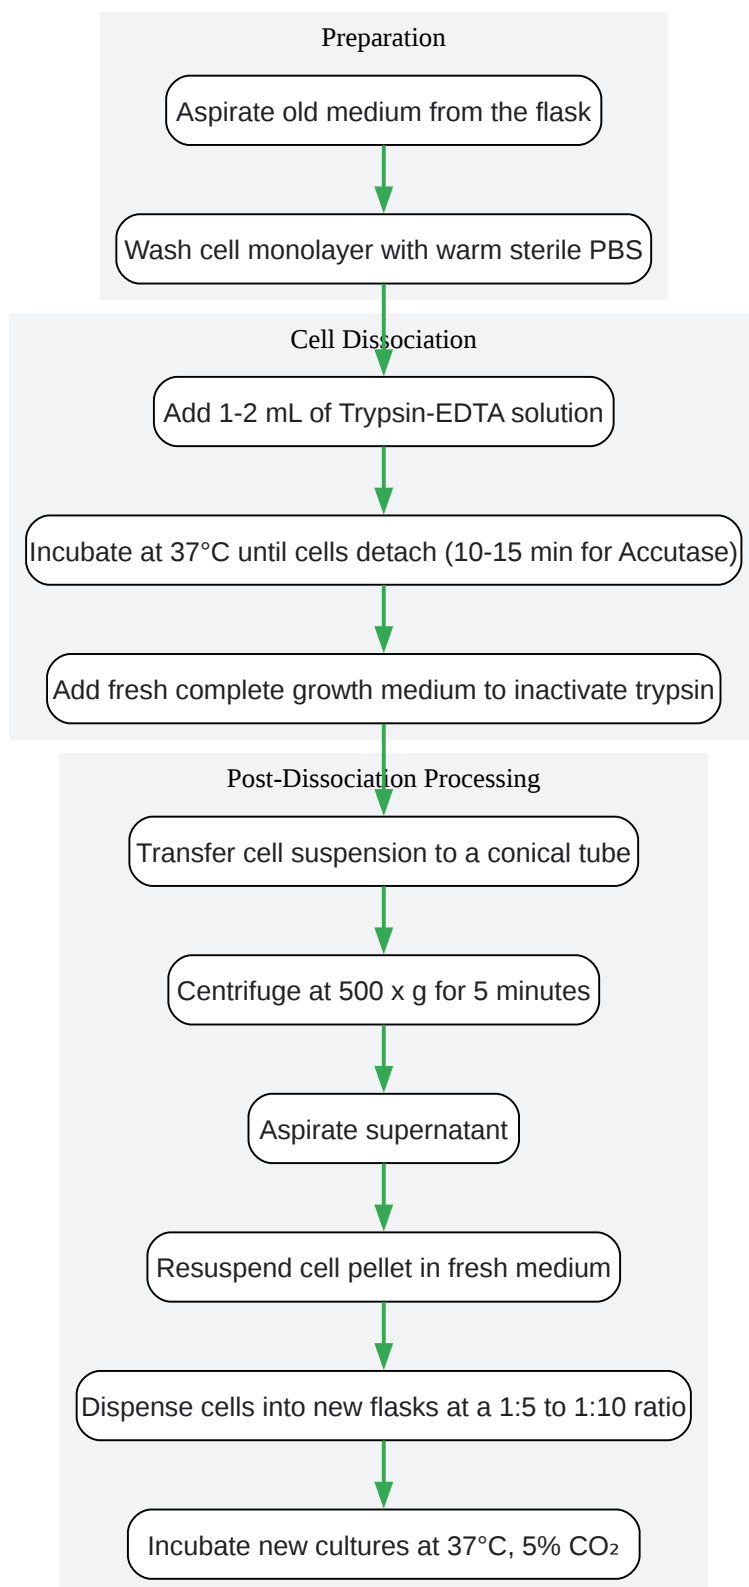 Preparation
Aspirate old medium from the flask
Wash cell monolayer with warm sterile PBS
Cell Dissociation
Add 1-2 mL of Trypsin-EDTA solution
Incubate at 37°C until cells detach (10-15 min for Accutase)
Add fresh complete growth medium to inactivate trypsin
Post-Dissociation Processing
Transfer cell suspension to a conical tube
Centrifuge at 500 x g for 5 minutes
Aspirate supernatant
Resuspend cell pellet in fresh medium
Dispense cells into new flasks at a 1:5 to 1:10 ratio
Incubate new cultures at 37°C, 5% CO₂